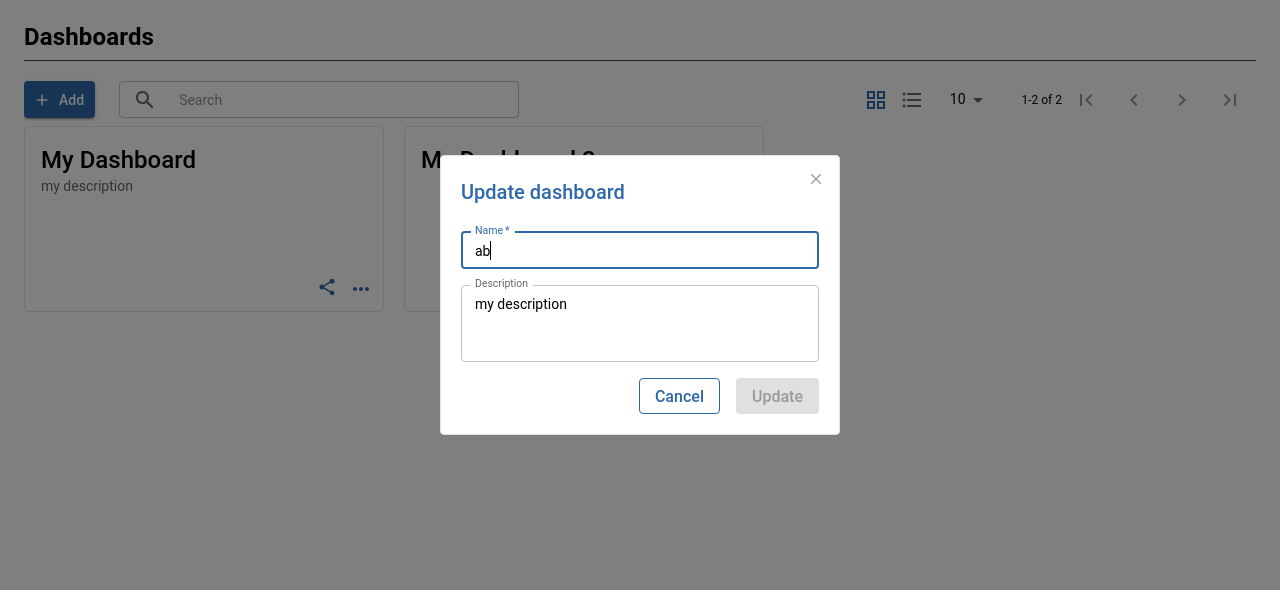 Dashboards
Add
Search
10
1-2 of 2
My Dashboard
my description
Update dashboard
Name *
ab
Description
my description
Cancel
Update